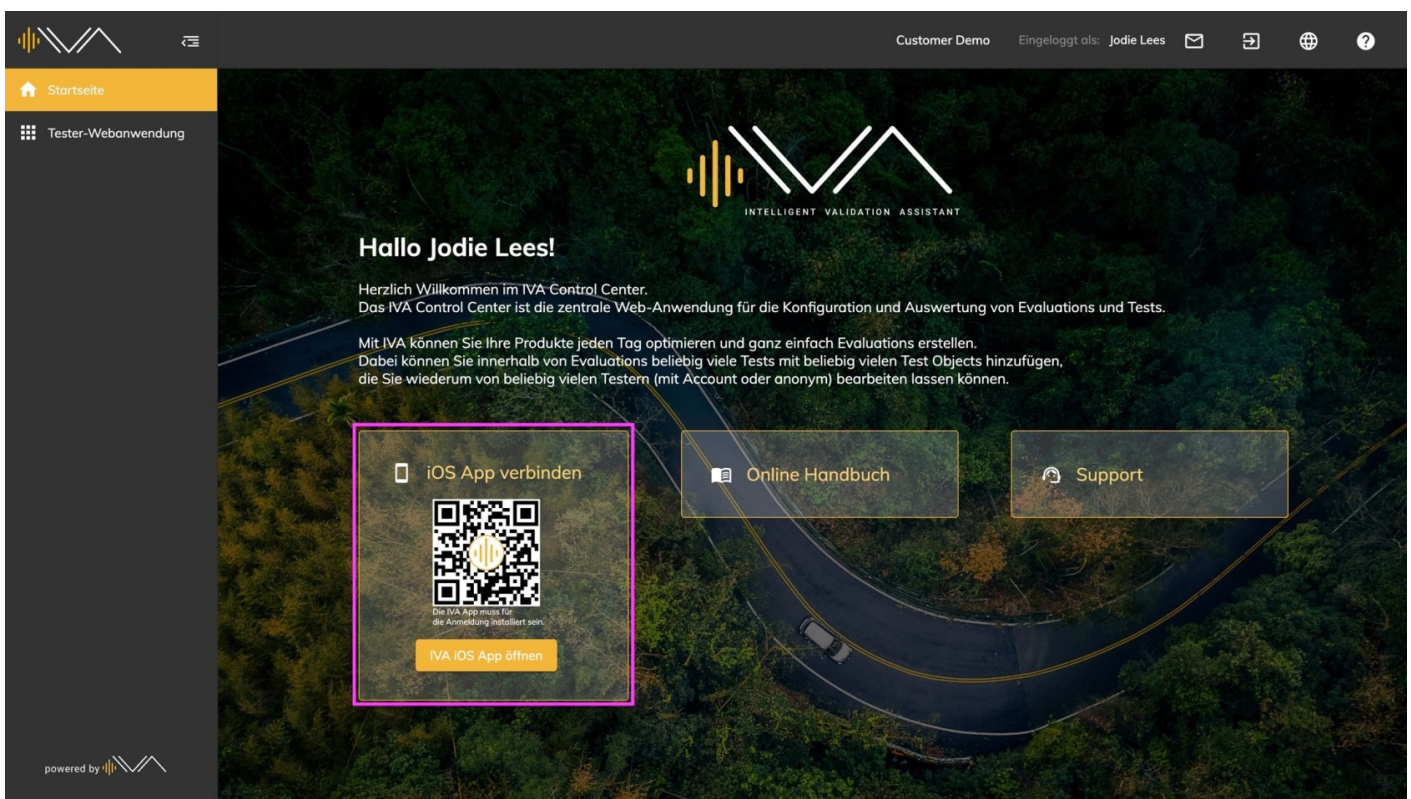 IVA
Customer Demo
Eingeloggt als: Jodie Lees
Startseite
Tester-Webanwendung
IVA
INTELLIGENT VALIDATION ASSISTANT
Hallo Jodie Lees!
Herzlich Willkommen im IVA Control Center.
Das IVA Control Center ist die zentrale Web-Anwendung für die Konfiguration und Auswertung von Evaluations und Tests.
Mit IVA können Sie Ihre Produkte jeden Tag optimieren und ganz einfach Evaluations erstellen.
Dabei können Sie innerhalb von Evaluations beliebig viele Tests mit beliebig vielen Test Objects hinzufügen,
die Sie wiederum von beliebig vielen Testern (mit Account oder anonym) bearbeiten lassen können.
iOS App verbinden
Die IVA App muss für
die Anmeldung installiert sein.
IVA iOS App öffnen
Online Handbuch
Support
powered by IVA